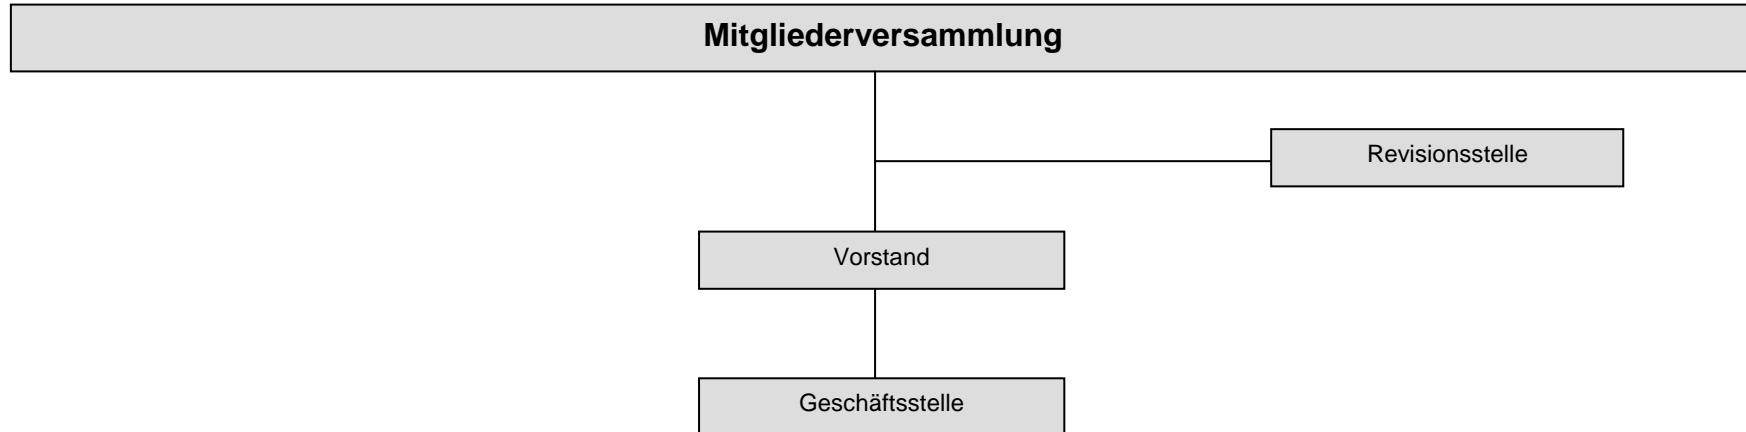 Mitgliederversammlung
Revisionsstelle
Vorstand
Geschäftsstelle